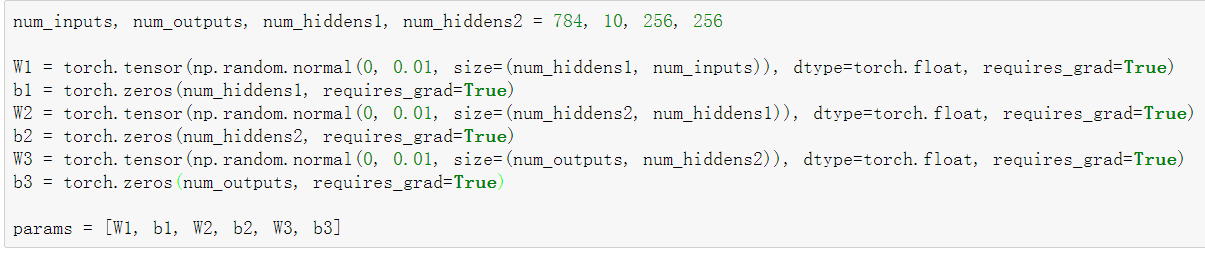 num_inputs, num_outputs, num_hiddens1, num_hiddens2 = 784, 10, 256, 256
W1 = torch.tensor(np.random.normal(0, 0.01, size=(num_hiddens1, num_inputs)), dtype=torch.float, requires_grad=True)
b1 = torch.zeros(num_hiddens1, requires_grad=True)
W2 = torch.tensor(np.random.normal(0, 0.01, size=(num_hiddens2, num_hiddens1)), dtype=torch.float, requires_grad=True)
b2 = torch.zeros(num_hiddens2, requires_grad=True)
W3 = torch.tensor(np.random.normal(0, 0.01, size=(num_outputs, num_hiddens2)), dtype=torch.float, requires_grad=True)
b3 = torch.zeros(num_outputs, requires_grad=True)
params = [W1, b1, W2, b2, W3, b3]